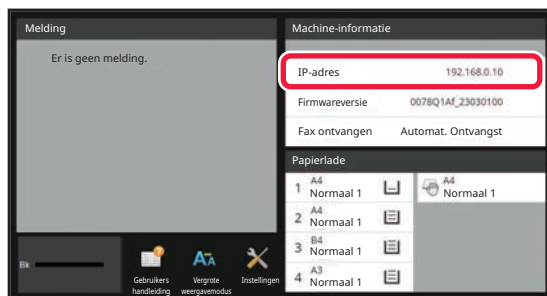 Melding
Er is geen melding.
Machine-informatie
IP-adres 192.168.0.10
Firmwareversie 0078Q1Af_23030100
Fax ontvangen Automat. Ontvangst
Papierlade
1 A4
Normaal 1
A4
Normaal 1
2 A4
Normaal 1
3 B4
Normaal 1
4 A3
Normaal 1
Bk
Gebruikers
handleiding
Vergrote
weergavemodus
Instellingen